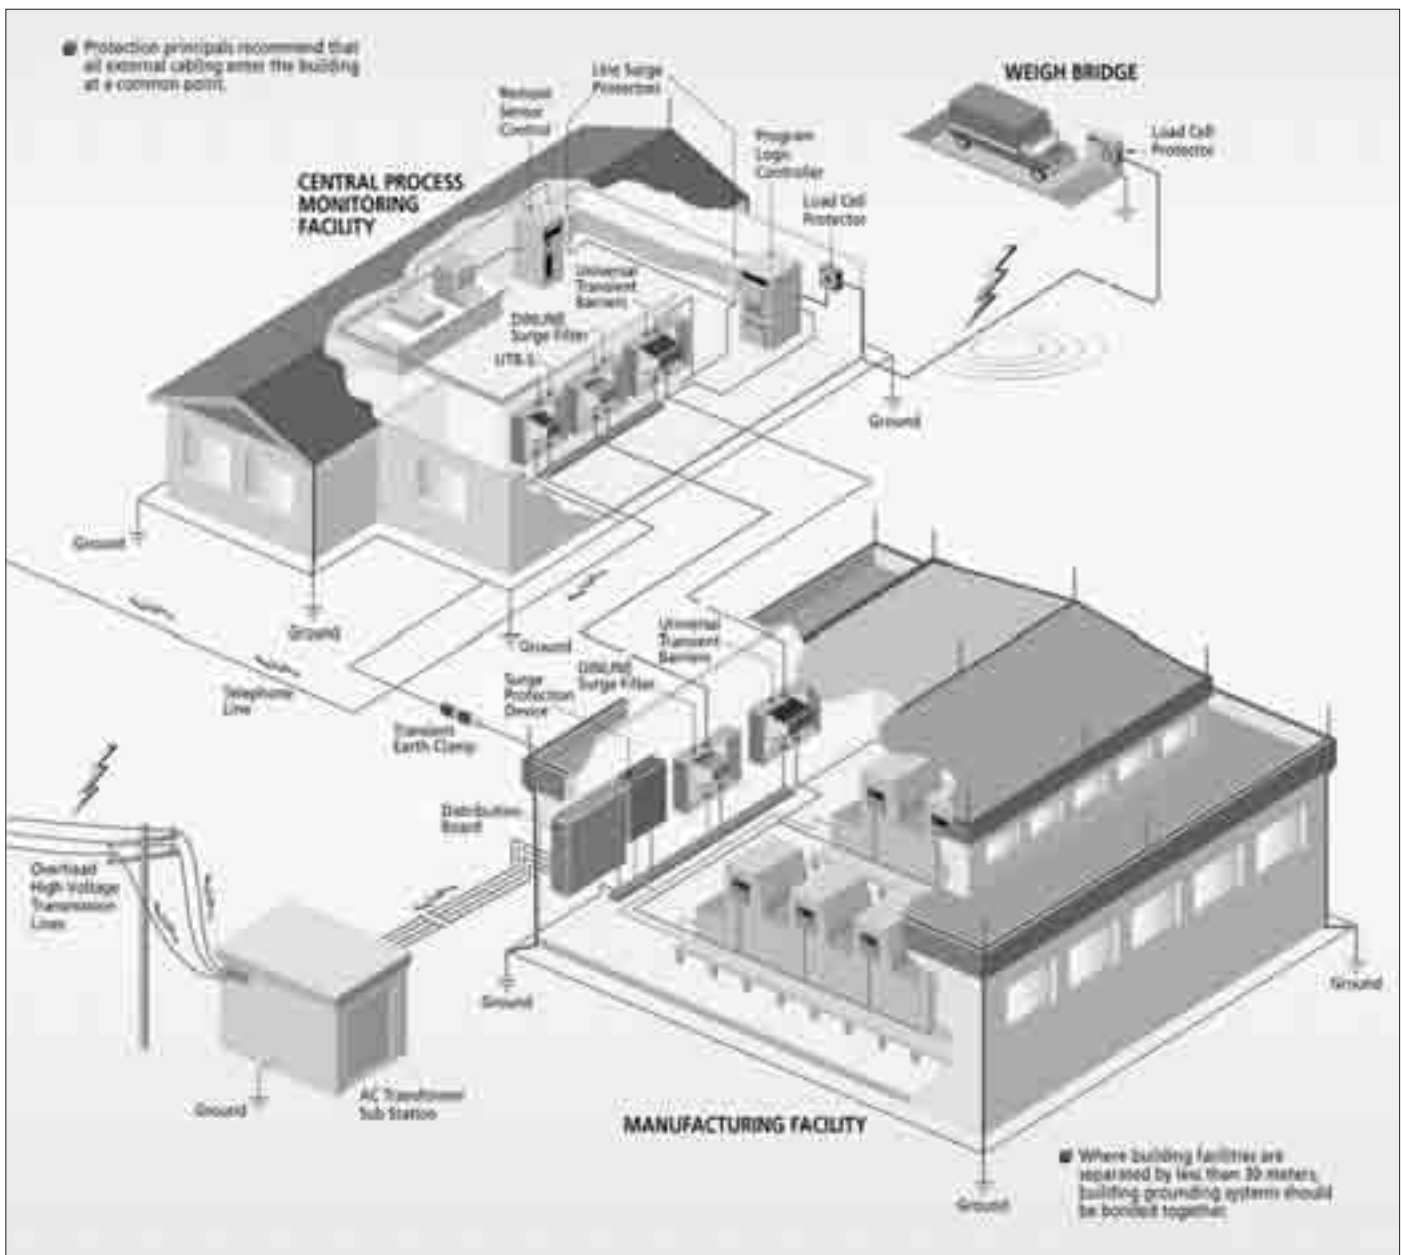 Protection principals recommend that
all external cabling enter the building
at a common point.
WEIGH BRIDGE
Load Cell
Protector
Line Surge
Protectors
Remote
Sensor
Control
Program
Logic
Controller
Load Cell
Protector
CENTRAL PROCESS
MONITORING
FACILITY
Universal
Transient
Barriers
DINLINE
Surge Filter
UTB-S
Ground
Ground
Ground
Ground
Telephone
Line
Transient
Earth Clamp
Surge
Protection
Device
DINLINE
Surge Filter
Universal
Transient
Barriers
Distribution
Board
Overhead
High Voltage
Transmission
Lines
Ground
Ground
AC Transformer
Sub Station
Ground
MANUFACTURING FACILITY
Ground
Where building facilities are
separated by less than 30 meters,
building grounding systems should
be bonded together.